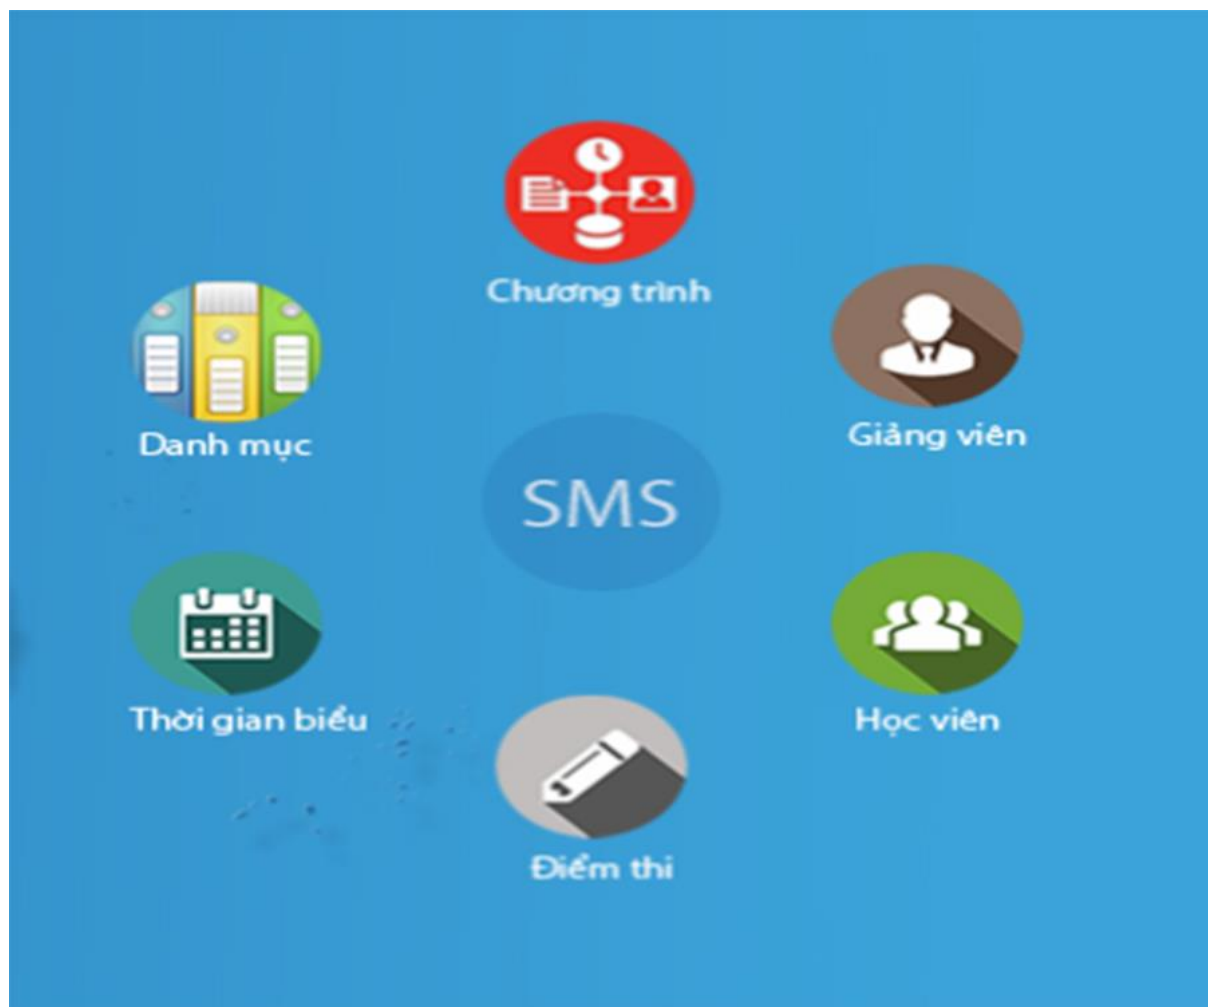 Chương trình
Giảng viên
Danh mục
SMS
Thời gian biểu
Học viên
Điểm thi